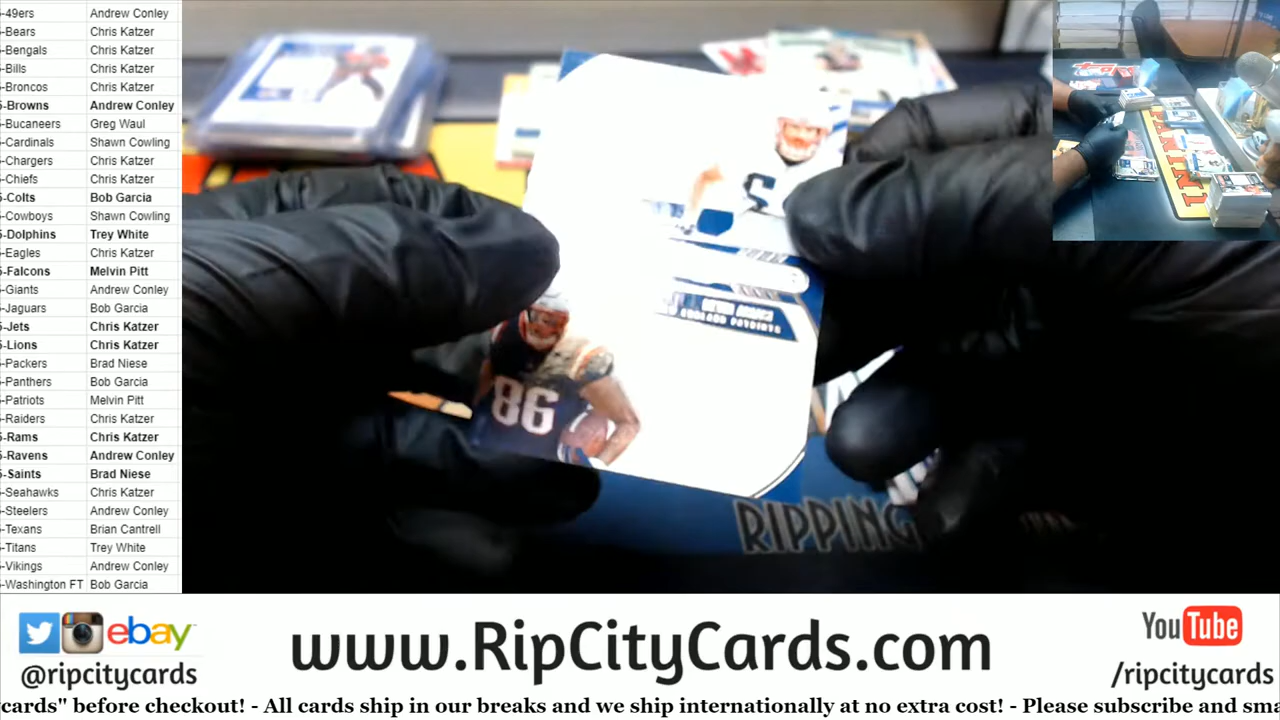 -49ers Andrew Conley
-Bears Chris Katzer
-Bengals Chris Katzer
-Bills Chris Katzer
-Broncos Chris Katzer
-Browns Andrew Conley
-Bucaneers Greg Waul
-Cardinals Shawn Cowling
-Chargers Chris Katzer
-Chiefs Chris Katzer
-Colts Bob Garcia
-Cowboys Shawn Cowling
-Dolphins Trey White
-Eagles Chris Katzer
-Falcons Melvin Pitt
-Giants Andrew Conley
-Jaguars Bob Garcia
-Jets Chris Katzer
-Lions Chris Katzer
-Packers Brad Niese
-Panthers Bob Garcia
-Patriots Melvin Pitt
-Raiders Chris Katzer
-Rams Chris Katzer
-Ravens Andrew Conley
-Saints Brad Niese
-Seahawks Chris Katzer
-Steelers Andrew Conley
-Texans Brian Cantrell
-Titans Trey White
-Vikings Andrew Conley
-Washington FT Bob Garcia
86
RIPPING
PANINI
ebay
@ripcitycards
www.RipCityCards.com
YouTube
/ripcitycards
cards" before checkout! - All cards ship in our breaks and we ship internationally at no extra cost! - Please subscribe and sma